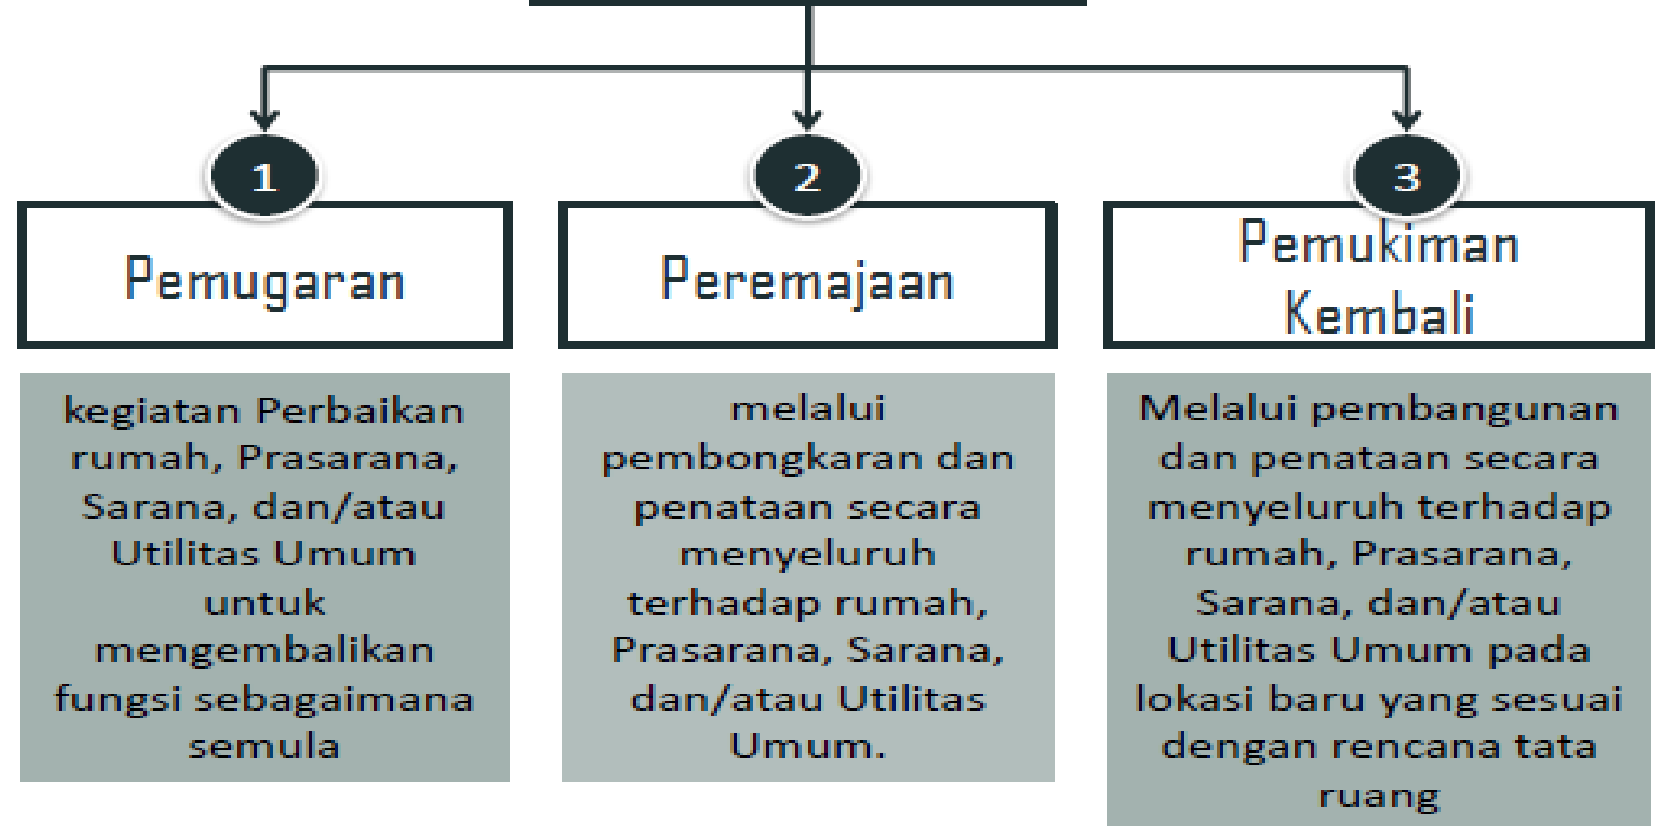 1
Pemugaran
kegiatan Perbaikan
rumah, Prasarana,
Sarana, dan/atau
Utilitas Umum
untuk
mengembalikan
fungsi sebagaimana
semula
2
Peremajaan
melalui
pembongkaran dan
penataan secara
menyeluruh
terhadap rumah,
Prasarana, Sarana,
dan/atau Utilitas
Umum.
3
Pemukiman
Kembali
Melalui pembangunan
dan penataan secara
menyeluruh terhadap
rumah, Prasarana,
Sarana, dan/atau
Utilitas Umum pada
lokasi baru yang sesuai
dengan rencana tata
ruang